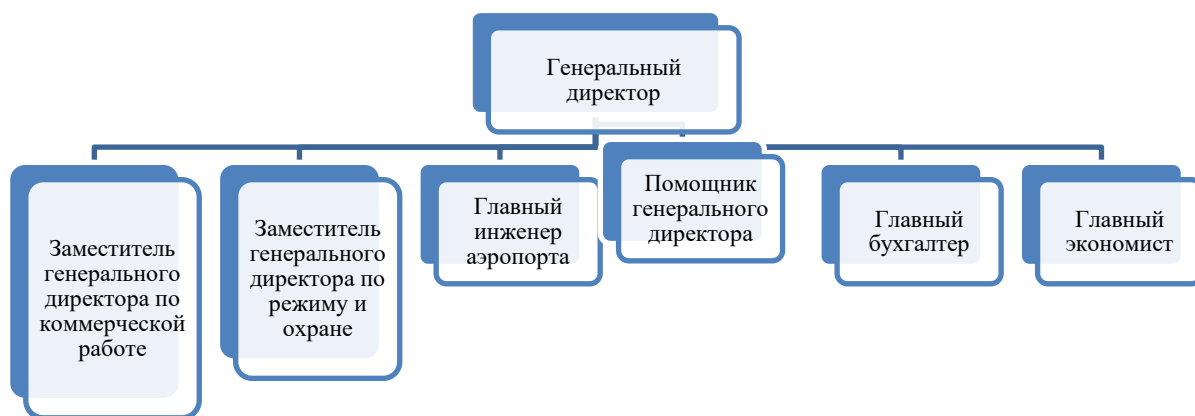 Генеральный
директор
Заместитель
генерального
директора по
коммерческой
работе
Заместитель
генерального
директора по
режиму и
охране
Главный
инженер
аэропорта
Помощник
генерального
директора
Главный
бухгалтер
Главный
экономист